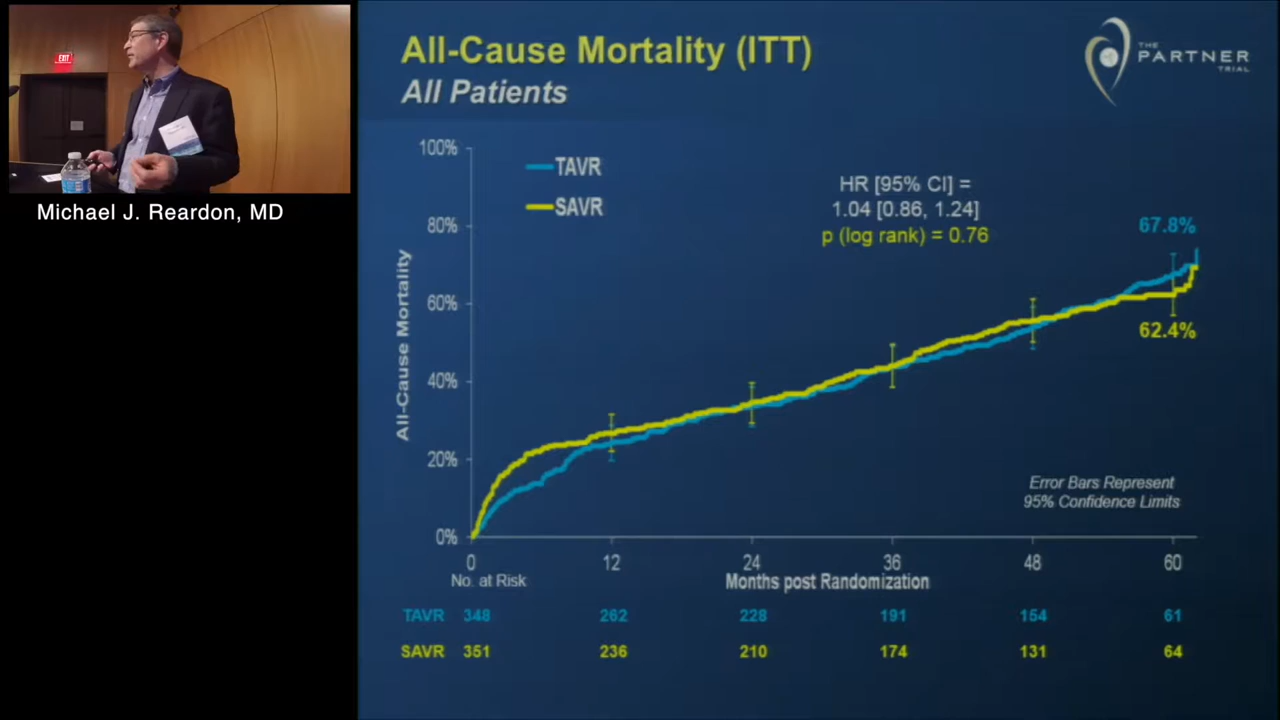 EXIT
Michael J. Reardon, MD
All-Cause Mortality (ITT)
All Patients
THE
PARTNER
TRIAL
100%
80%
60%
40%
20%
0%
All-Cause Mortality
TAVR
SAVR
HR [95% CI] =
1.04 [0.86, 1.24]
p (log rank) = 0.76
67.8%
62.4%
Error Bars Represent
95% Confidence Limits
0 12 24 36 48 60
No. at Risk
Months post Randomization
TAVR 348 262 228 191 154 61
SAVR 351 236 210 174 131 64